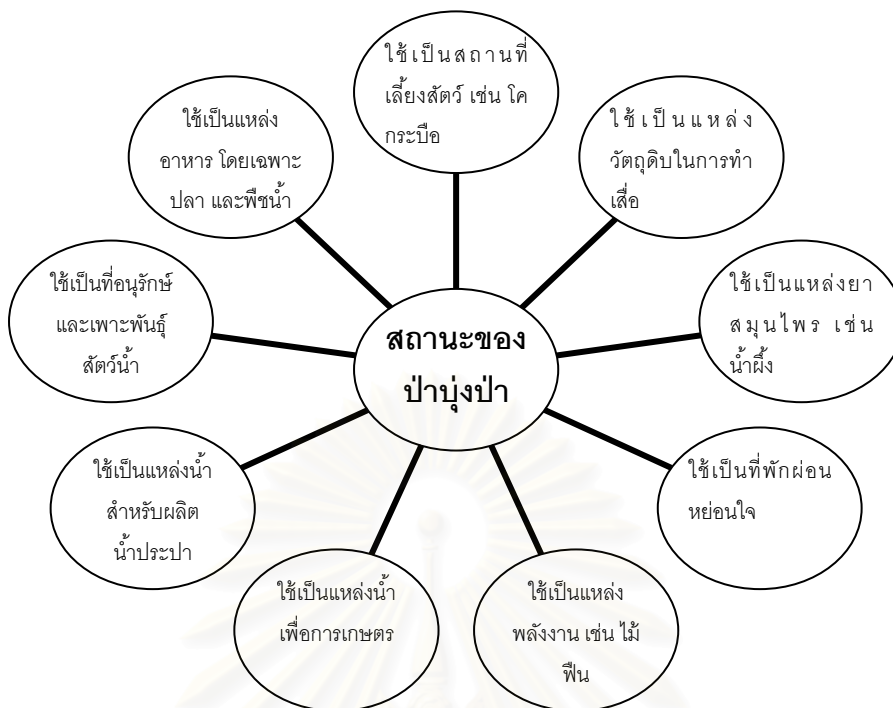 ใช้เป็นสถานที่
เลี้ยงสัตว์ เช่น โค
กระบือ
ใช้เป็นแหล่ง
วัตถุดิบในการทำ
เสื่อ
ใช้เป็นแหล่งยา
สมุนไพร เช่น
น้ำผึ้ง
ใช้เป็นที่พักผ่อน
หย่อนใจ
ใช้เป็นแหล่ง
พลังงาน เช่น ไม้
ฟืน
ใช้เป็นแหล่งน้ำ
เพื่อการเกษตร
ใช้เป็นแหล่งน้ำ
สำหรับผลิต
น้ำประปา
ใช้เป็นที่อนุรักษ์
และเพาะพันธุ์
สัตว์น้ำ
ใช้เป็นแหล่ง
อาหาร โดยเฉพาะ
ปลา และพืชน้ำ
สถานะของ
ป่าบุ่งป่า